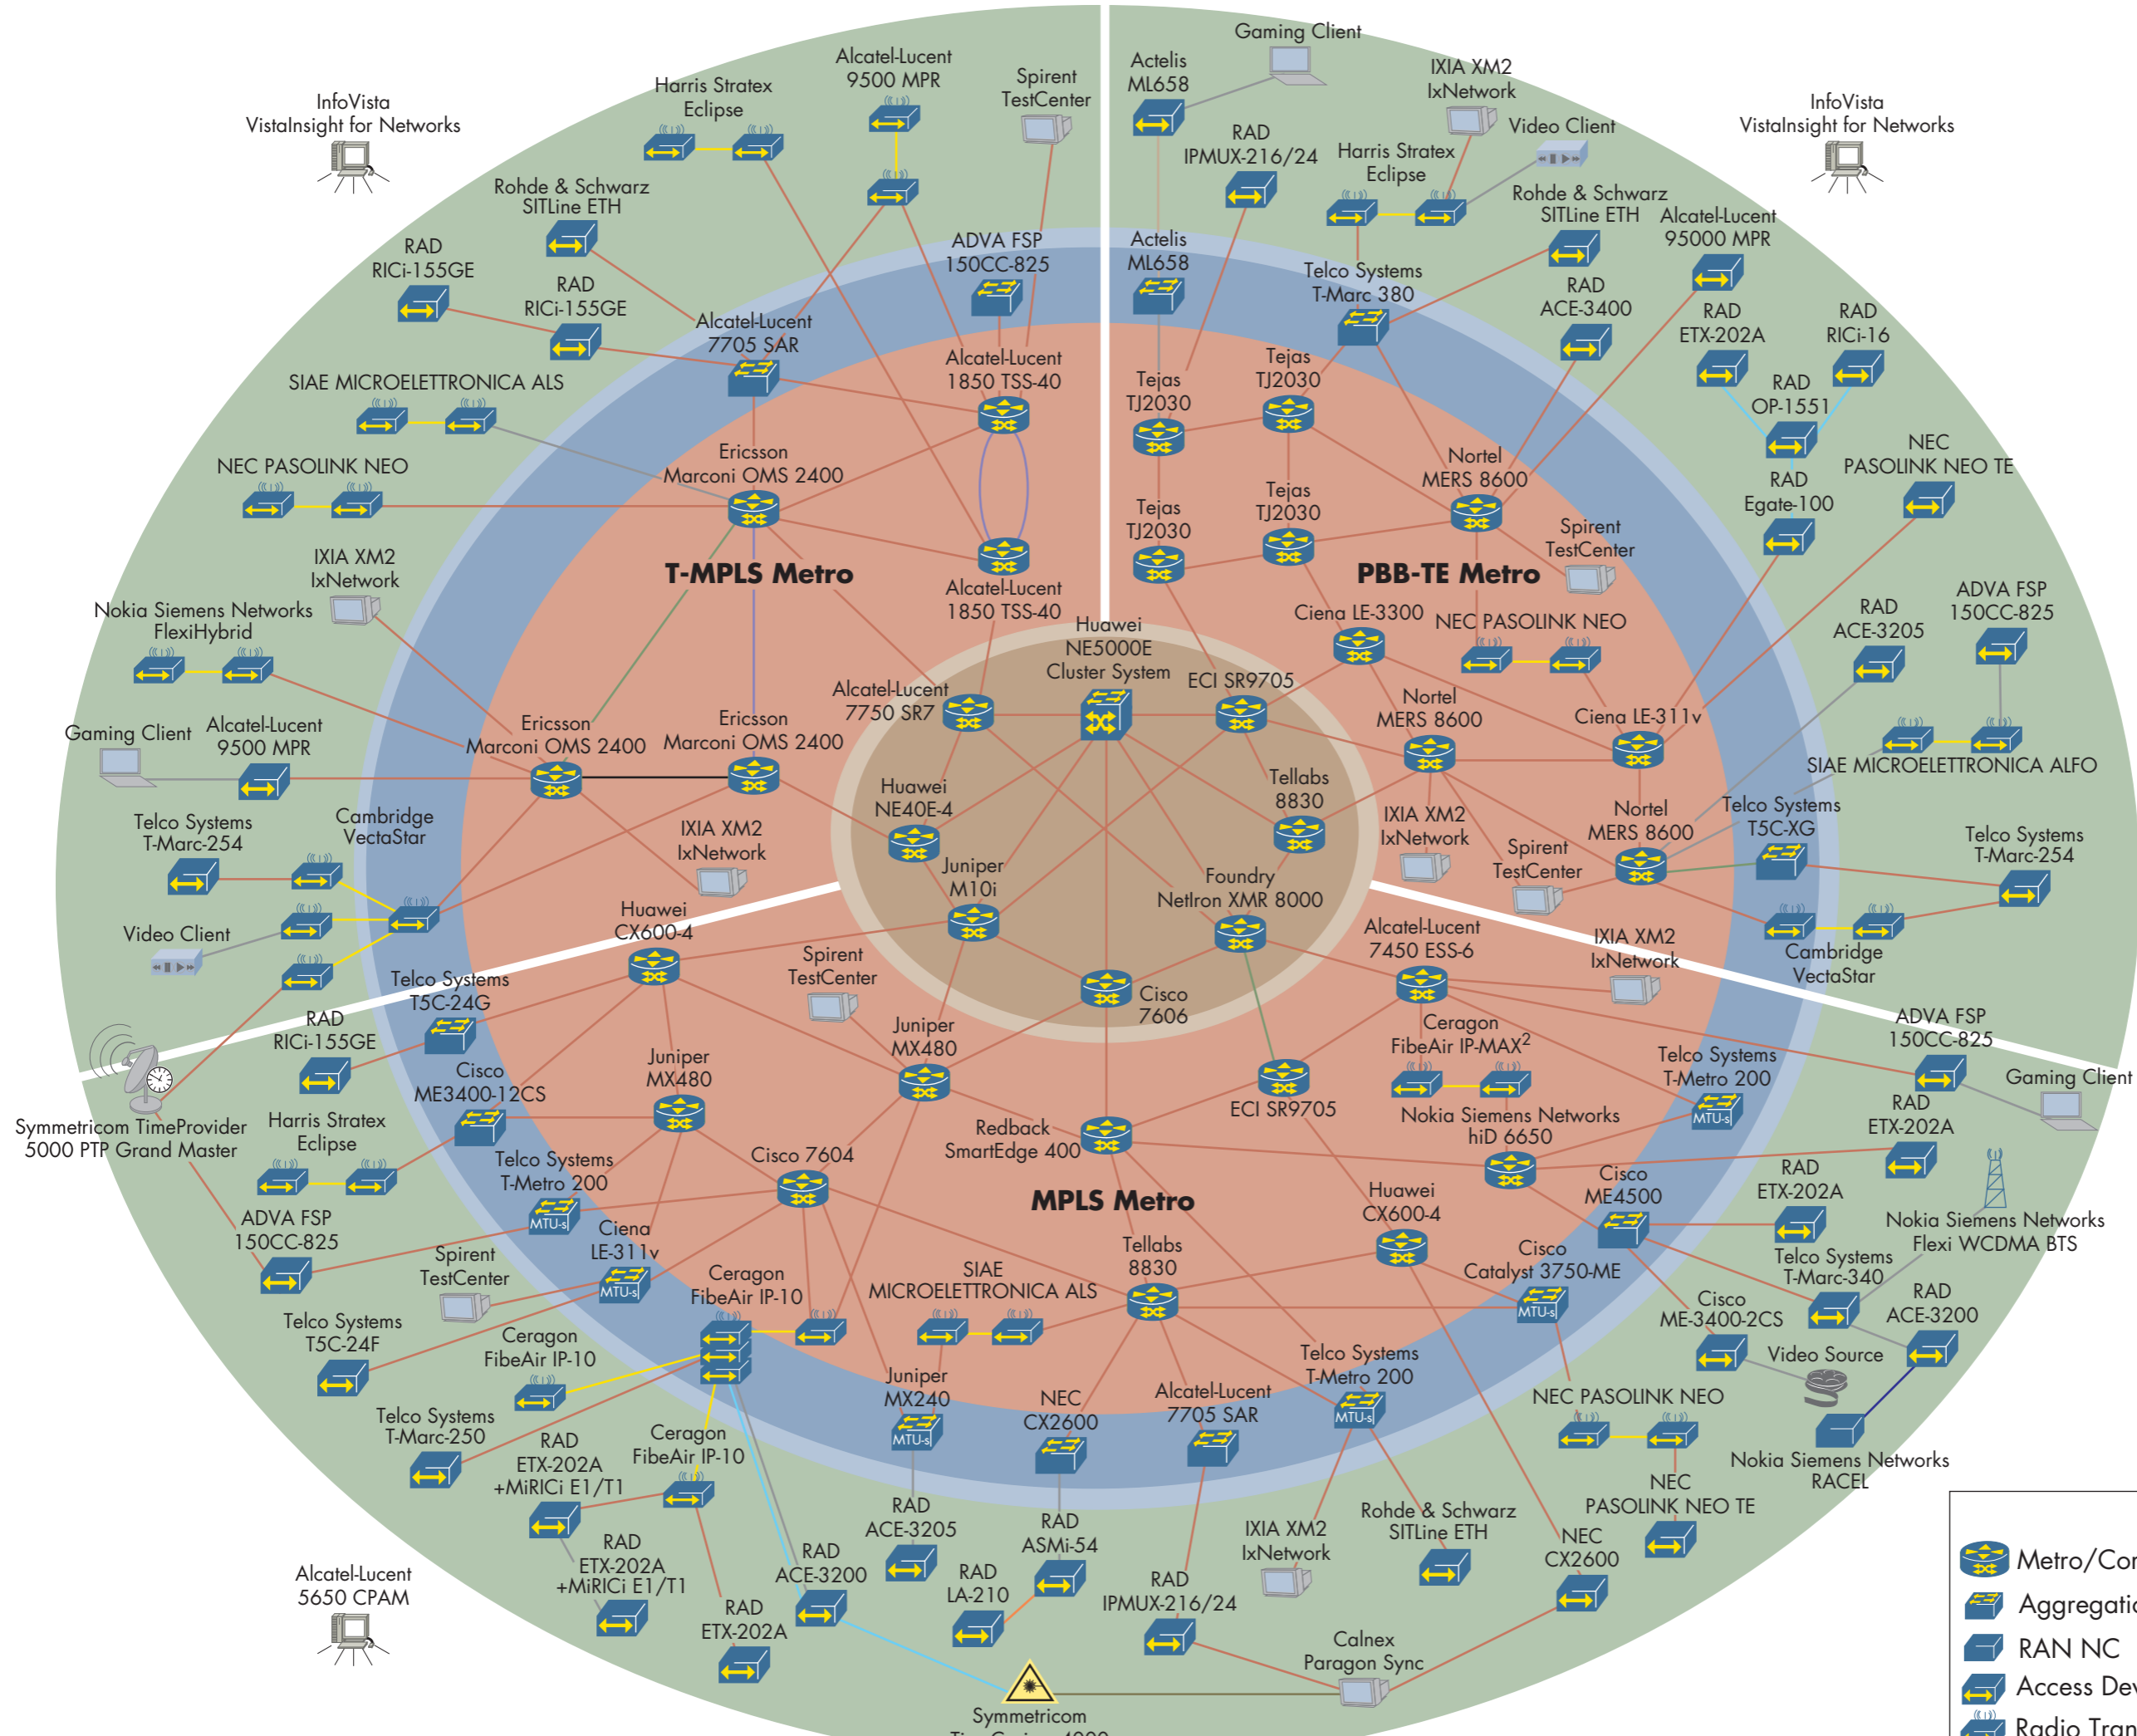 InfoVista
VistaInsight for Networks
Harris Stratex
Eclipse
Alcatel-Lucent
9500 MPR
Spirent
TestCenter
Rohde & Schwarz
SITLine ETH
RAD
RICi-155GE
RAD
RICi-155GE
ADVA FSP
150CC-825
Alcatel-Lucent
7705 SAR
SIAE MICROELETTRONICA ALS
Alcatel-Lucent
1850 TSS-40
NEC PASOLINK NEO
Ericsson
Marconi OMS 2400
IXIA XM2
IxNetwork
T-MPLS Metro
Alcatel-Lucent
1850 TSS-40
Nokia Siemens Networks
FlexiHybrid
Gaming Client
Alcatel-Lucent
9500 MPR
Ericsson
Marconi OMS 2400
Ericsson
Marconi OMS 2400
Telco Systems
T-Marc-254
Cambridge
VectaStar
IXIA XM2
IxNetwork
Video Client
Gaming Client
Actelis
ML658
IXIA XM2
IxNetwork
Video Client
RAD
IPMUX-216/24
Harris Stratex
Eclipse
InfoVista
VistaInsight for Networks
Rohde & Schwarz
SITLine ETH
Alcatel-Lucent
95000 MPR
Actelis
ML658
Telco Systems
T-Marc 380
RAD
ACE-3400
RAD
ETX-202A
RAD
RICi-16
RAD
OP-1551
Tejas
TJ2030
Tejas
TJ2030
NEC
PASOLINK NEO TE
Nortel
MERS 8600
RAD
Egate-100
Tejas
TJ2030
Tejas
TJ2030
Spirent
TestCenter
PBB-TE Metro
Ciena LE-3300
NEC PASOLINK NEO
RAD
ACE-3205
ADVA FSP
150CC-825
Nortel
MERS 8600
Ciena LE-311v
SIAE MICROELETTRONICA ALFO
IXIA XM2
IxNetwork
Nortel
MERS 8600
Telco Systems
T5C-XG
Spirent
TestCenter
Telco Systems
T-Marc-254
Cambridge
VectaStar
Huawei
NE5000E
Cluster System
Alcatel-Lucent
7750 SR7
ECI SR9705
Huawei
NE40E-4
Tellabs
8830
Juniper
M10i
Foundry
NetIron XMR 8000
Cisco
7606
Huawei
CX600-4
Spirent
TestCenter
Alcatel-Lucent
7450 ESS-6
IXIA XM2
IxNetwork
Telco Systems
T5C-24G
RAD
RICi-155GE
Juniper
MX480
Juniper
MX480
Ceragon
FibeAir IP-MAX2
Telco Systems
T-Metro 200
MTU-s
ADVA FSP
150CC-825
Gaming Client
Cisco
ME3400-12CS
Symmetricom TimeProvider
5000 PTP Grand Master
Harris Stratex
Eclipse
ECI SR9705
Redback
SmartEdge 400
Nokia Siemens Networks
hiD 6650
RAD
ETX-202A
Telco Systems
T-Metro 200
MTU-s
Cisco 7604
MPLS Metro
Huawei
CX600-4
Cisco
ME4500
RAD
ETX-202A
Nokia Siemens Networks
Flexi WCDMA BTS
ADVA FSP
150CC-825
Spirent
TestCenter
Ciena
LE-311v
MTU-s
Ceragon
FibeAir IP-10
SIAE
MICROELETTRONICA ALS
Tellabs
8830
Cisco
Catalyst 3750-ME
MTU-s
Telco Systems
T-Marc-340
Cisco
ME-3400-2CS
RAD
ACE-3200
Telco Systems
T5C-24F
Ceragon
FibeAir IP-10
Video Source
Juniper
MX240
MTU-s
NEC
CX2600
Alcatel-Lucent
7705 SAR
Telco Systems
T-Metro 200
MTU-s
NEC PASOLINK NEO
Nokia Siemens Networks
RACEL
Telco Systems
T-Marc-250
RAD
ETX-202A
+MiRICi E1/T1
Ceragon
FibeAir IP-10
NEC
PASOLINK NEO TE
RAD
ACE-3205
RAD
ASMi-54
IXIA XM2
IxNetwork
Rohde & Schwarz
SITLine ETH
NEC
CX2600
RAD
ETX-202A
+MiRICi E1/T1
RAD
ACE-3200
RAD
LA-210
RAD
IPMUX-216/24
RAD
ETX-202A
Calnex
Paragon Sync
Alcatel-Lucent
5650 CPAM
Symmetricom
Metro/Cor
Aggregatio
RAN NC
Access Dev
Radio Tran